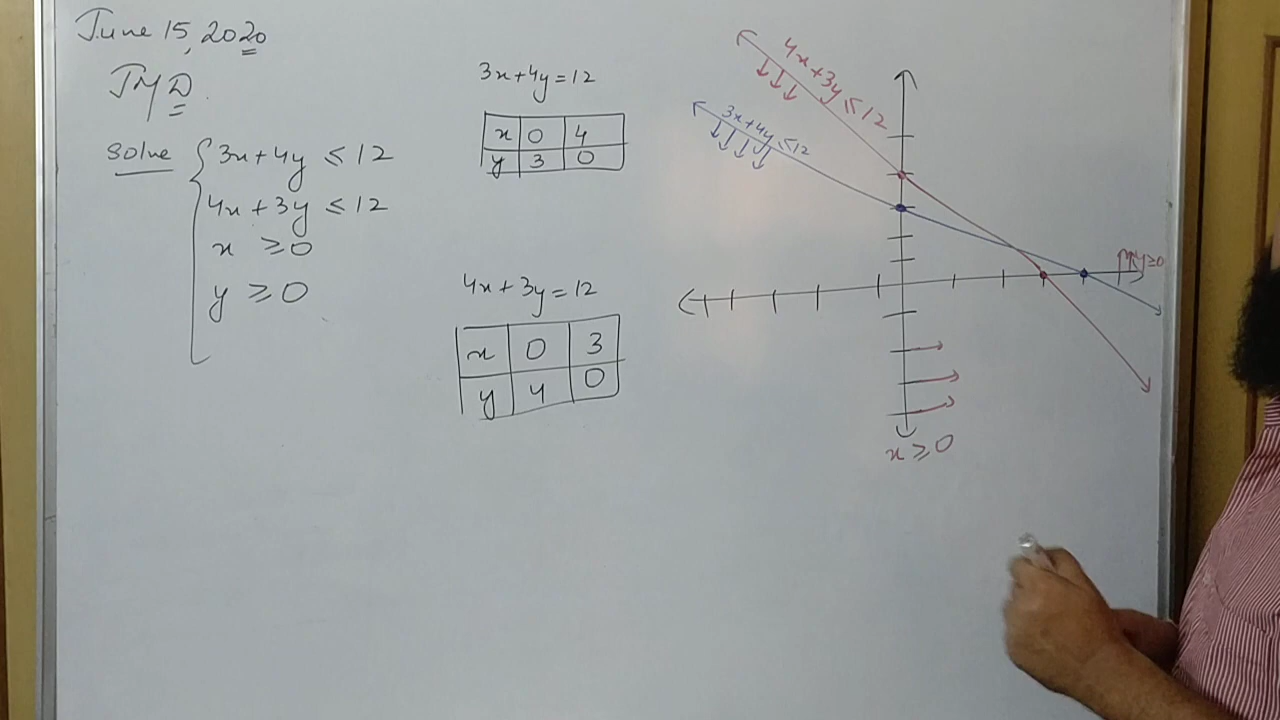 June 15, 2020
JMD
Solve { 3x+4y ≤ 12
4x + 3y ≤ 12
x ≥ 0
y ≥ 0
3x+4y=12
x 0 4
y 3 0
4x + 3y = 12
x 0 3
y 4 0
4x+3y ≤ 12
3x+4y ≤ 12
y≥0
x ≥ 0